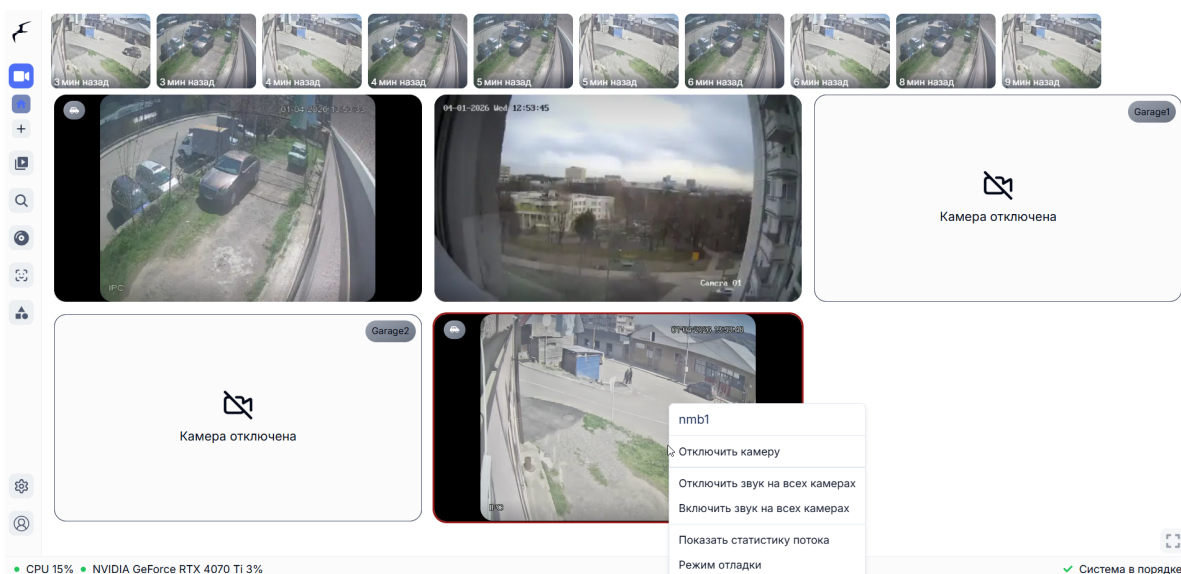 3 мин назад
3 мин назад
4 мин назад
4 мин назад
5 мин назад
5 мин назад
6 мин назад
6 мин назад
8 мин назад
9 мин назад
IPC
04-01-2026 Wed 12:53:45
Camera 01
Garage1
Камера отключена
Garage2
Камера отключена
IPC
nmb1
Отключить камеру
Отключить звук на всех камерах
Включить звук на всех камерах
Показать статистику потока
Режим отладки
CPU 15%
NVIDIA GeForce RTX 4070 Ti 3%
Система в порядке